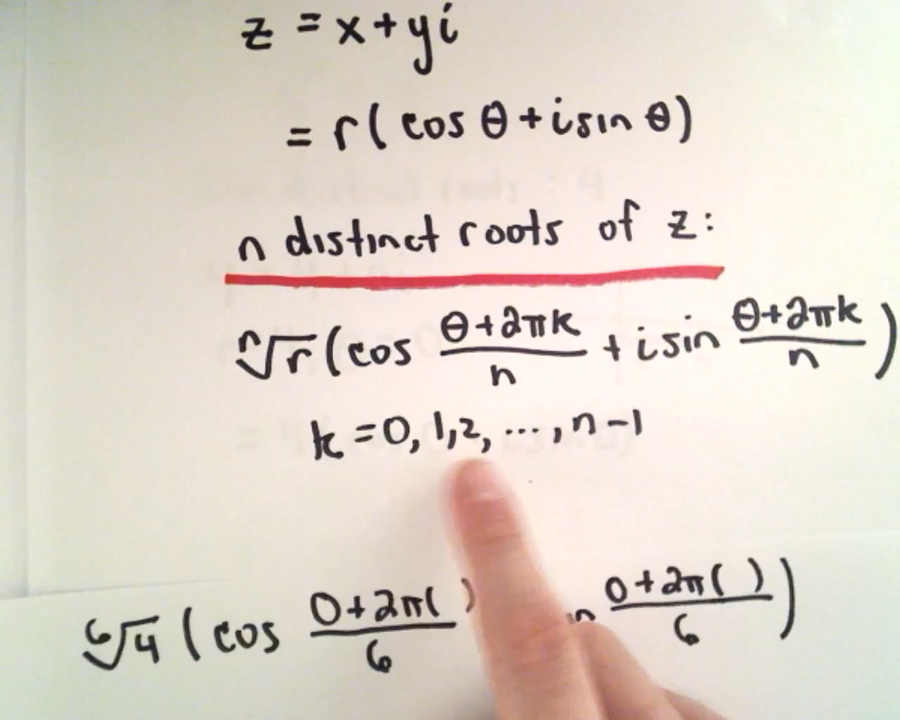 z = x+yi
= r( cos θ + i sin θ)
n distinct roots of z:
ⁿ√r (cos θ+2πk/n + i sin θ+2πk/n )
k = 0, 1, 2, ..., n-1
⁶√4 ( cos 0+2π( )/6 n 0+2π( )/6 )